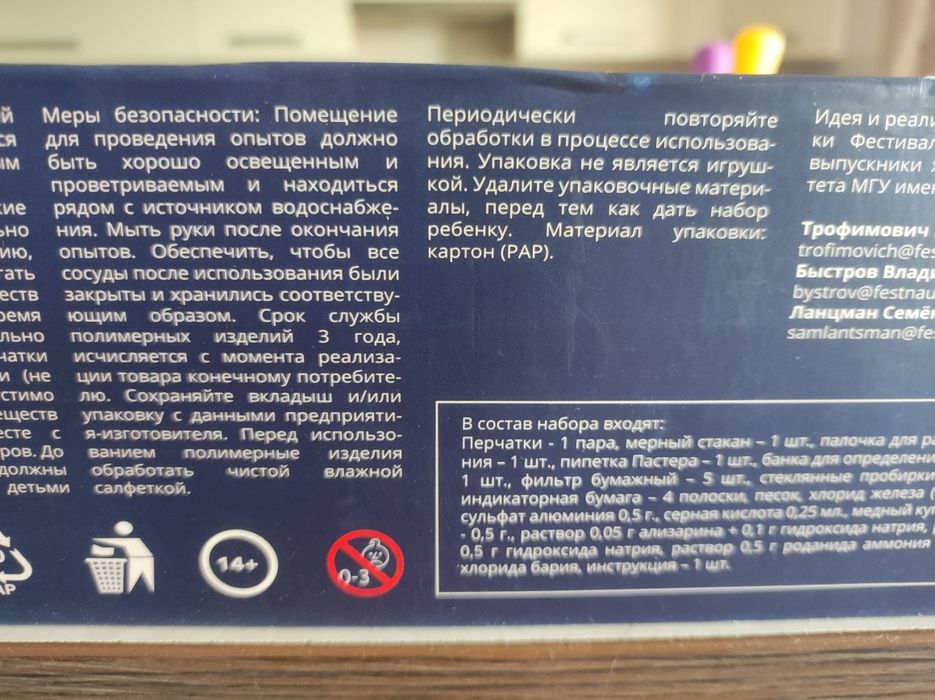 Меры безопасности: Помещение
для проведения опытов должно
быть хорошо освещенным и
проветриваемым и находиться
рядом с источником водоснабже-
ния. Мыть руки после окончания
опытов. Обеспечить, чтобы все
сосуды после использования были
закрыты и хранились соответству-
ющим образом. Срок службы
полимерных изделий 3 года,
исчисляется с момента реализа-
ции товара конечному потребите-
лю. Сохраняйте вкладыш и/или
упаковку с данными предприяти-
я-изготовителя. Перед использо-
ванием полимерные изделия
обработать чистой влажной
салфеткой.
Периодически повторяйте
обработки в процессе использова-
ния. Упаковка не является игруш-
кой. Удалите упаковочные матери-
алы, перед тем как дать набор
ребенку. Материал упаковки:
картон (PAP).
Идея и реали
ки Фестивал
выпускники х
тета МГУ имен
Трофимович
trofimovich@fes
Быстров Влади
bystrov@festnau
Ланцман Семён
samlantsman@fes
В состав набора входят:
Перчатки - 1 пара, мерный стакан – 1 шт., палочка для ра
ния – 1 шт., пипетка Пастера – 1 шт., банка для определени
1 шт., фильтр бумажный – 5 шт., стеклянные пробирки
индикаторная бумага – 4 полоски, песок, хлорид железа (
сульфат алюминия 0,5 г., серная кислота 0,25 мл., медный куп
- 0,5 г., раствор 0,05 г ализарина + 0,1 г гидроксида натрия, р
0,5 г гидроксида натрия, раствор 0,5 г роданида аммония
хлорида бария, инструкция – 1 шт.
14+
0-3